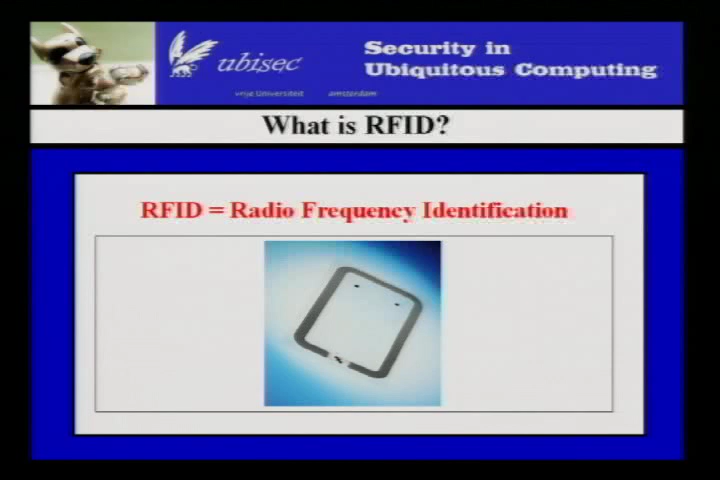 ubisec
vrije Universiteit amsterdam
Security in
Ubiquitous Computing
What is RFID?
RFID = Radio Frequency Identification